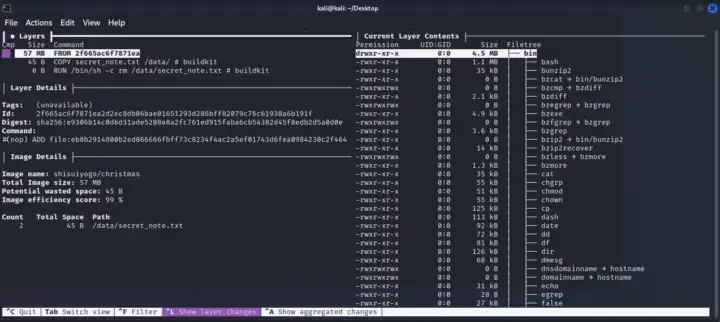 kali@kali: ~/Desktop
File Actions Edit View Help
● Layers
Cmp Size Command
57 MB FROM 2f665ac6f7871ea
45 B COPY secret_note.txt /data/ # buildkit
0 B RUN /bin/sh -c rm /data/secret_note.txt # buildkit
Layer Details
Tags: (unavailable)
Id:
Digest:
Command:
Image Details
Image name: shisuiyogo/christmas
Total Image size: 57 MB
Potential wasted space: 45 B
Image efficiency score: 99 %
Count Total Space Path
2 45 B /data/secret_note.txt
Current Layer Contents
Permission UID:GID Size Filetree
drwxr-xr-x 0:0 4.5 MB ├── bin
-rwxr-xr-x 0:0 1.1 MB │ ├── bash
-rwxr-xr-x 0:0 35 kB │ ├── bunzip2
-rwxrwxrwx 0:0 0 B │ ├── bzcat → bin/bunzip2
-rwxrwxrwx 0:0 0 B │ ├── bzcmp → bzdiff
-rwxr-xr-x 0:0 2.1 kB │ ├── bzdiff
-rwxrwxrwx 0:0 0 B │ ├── bzegrep → bzgrep
-rwxr-xr-x 0:0 4.9 kB │ ├── bzexe
-rwxrwxrwx 0:0 0 B │ ├── bzfgrep → bzgrep
-rwxr-xr-x 0:0 3.6 kB │ ├── bzgrep
-rwxrwxrwx 0:0 0 B │ ├── bzip2 → bin/bunzip2
-rwxr-xr-x 0:0 14 kB │ ├── bzip2recover
-rwxrwxrwx 0:0 0 B │ ├── bzless → bzmore
-rwxr-xr-x 0:0 1.3 kB │ ├── bzmore
-rwxr-xr-x 0:0 35 kB │ ├── cat
-rwxr-xr-x 0:0 55 kB │ ├── chgrp
-rwxr-xr-x 0:0 51 kB │ ├── chmod
-rwxr-xr-x 0:0 55 kB │ ├── chown
-rwxr-xr-x 0:0 125 kB │ ├── cp
-rwxr-xr-x 0:0 113 kB │ ├── dash
-rwxr-xr-x 0:0 92 kB │ ├── date
-rwxr-xr-x 0:0 72 kB │ ├── dd
-rwxr-xr-x 0:0 81 kB │ ├── df
-rwxr-xr-x 0:0 126 kB │ ├── dir
-rwxr-xr-x 0:0 68 kB │ ├── dmesg
-rwxrwxrwx 0:0 0 B │ ├── dnsdomainname → hostname
-rwxrwxrwx 0:0 0 B │ ├── domainname → hostname
-rwxr-xr-x 0:0 31 kB │ ├── echo
-rwxr-xr-x 0:0 28 B │ ├── egrep
-rwxr-xr-x 0:0 27 kB │ ├── false
^C Quit Tab Switch view ^F Filter ^L Show layer changes ^A Show aggregated changes